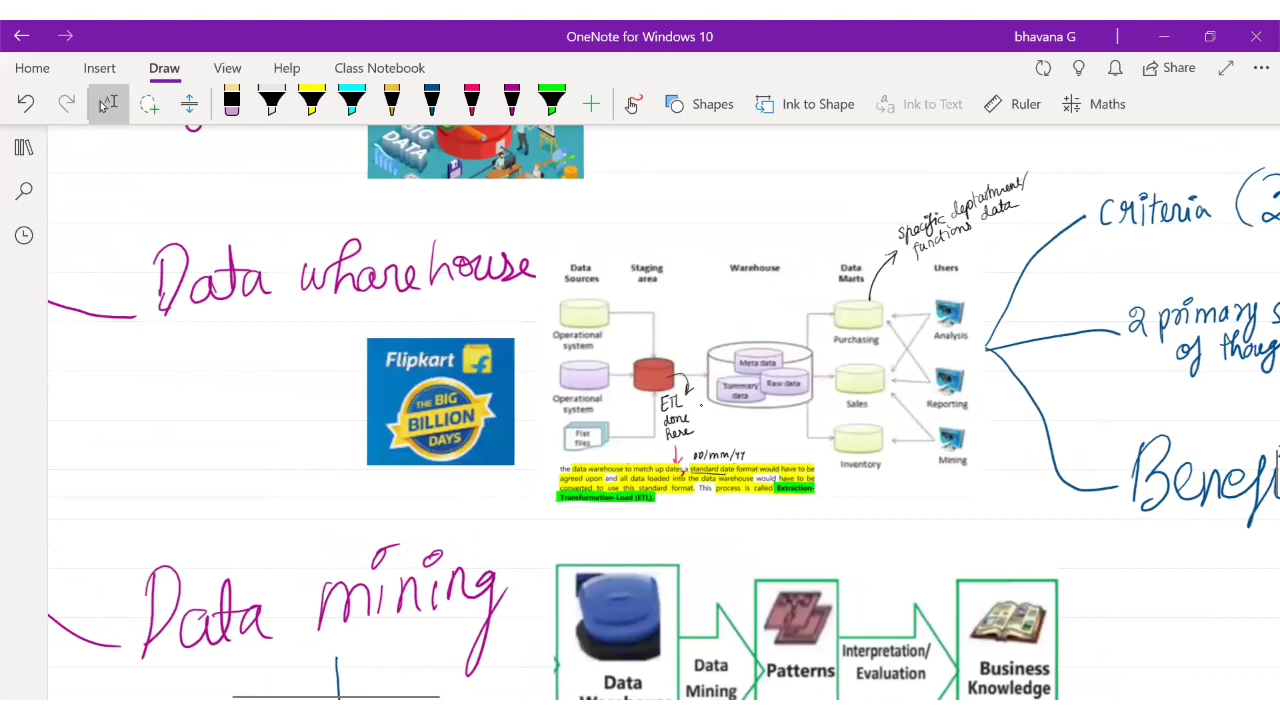 OneNote for Windows 10
bhavana G
Home Insert Draw View Help Class Notebook Share
Shapes Ink to Shape Ink to Text Ruler Maths
BIG
DATA
specific deptartment/
functions data
criteria (2
Data wharehouse
Data Sources
Staging area
Warehouse
Data Marts
Users
Operational system
Operational system
Flat files
ETL
done
here
Meta data
Summary data
Raw data
Purchasing
Sales
Inventory
Analysis
Reporting
Mining
2 primary s
of thoug
Flipkart
THE BIG
BILLION
DAYS
DD/MM/YY
the data warehouse to match up dates, a standard date format would have to be
agreed upon and all data loaded into the data warehouse would have to be
converted to use this standard format. This process is called Extraction-
Transformation-Load (ETL).
Benefi
Data mining
Data
Mining
Patterns
Interpretation/
Evaluation
Business
Knowledge
Data